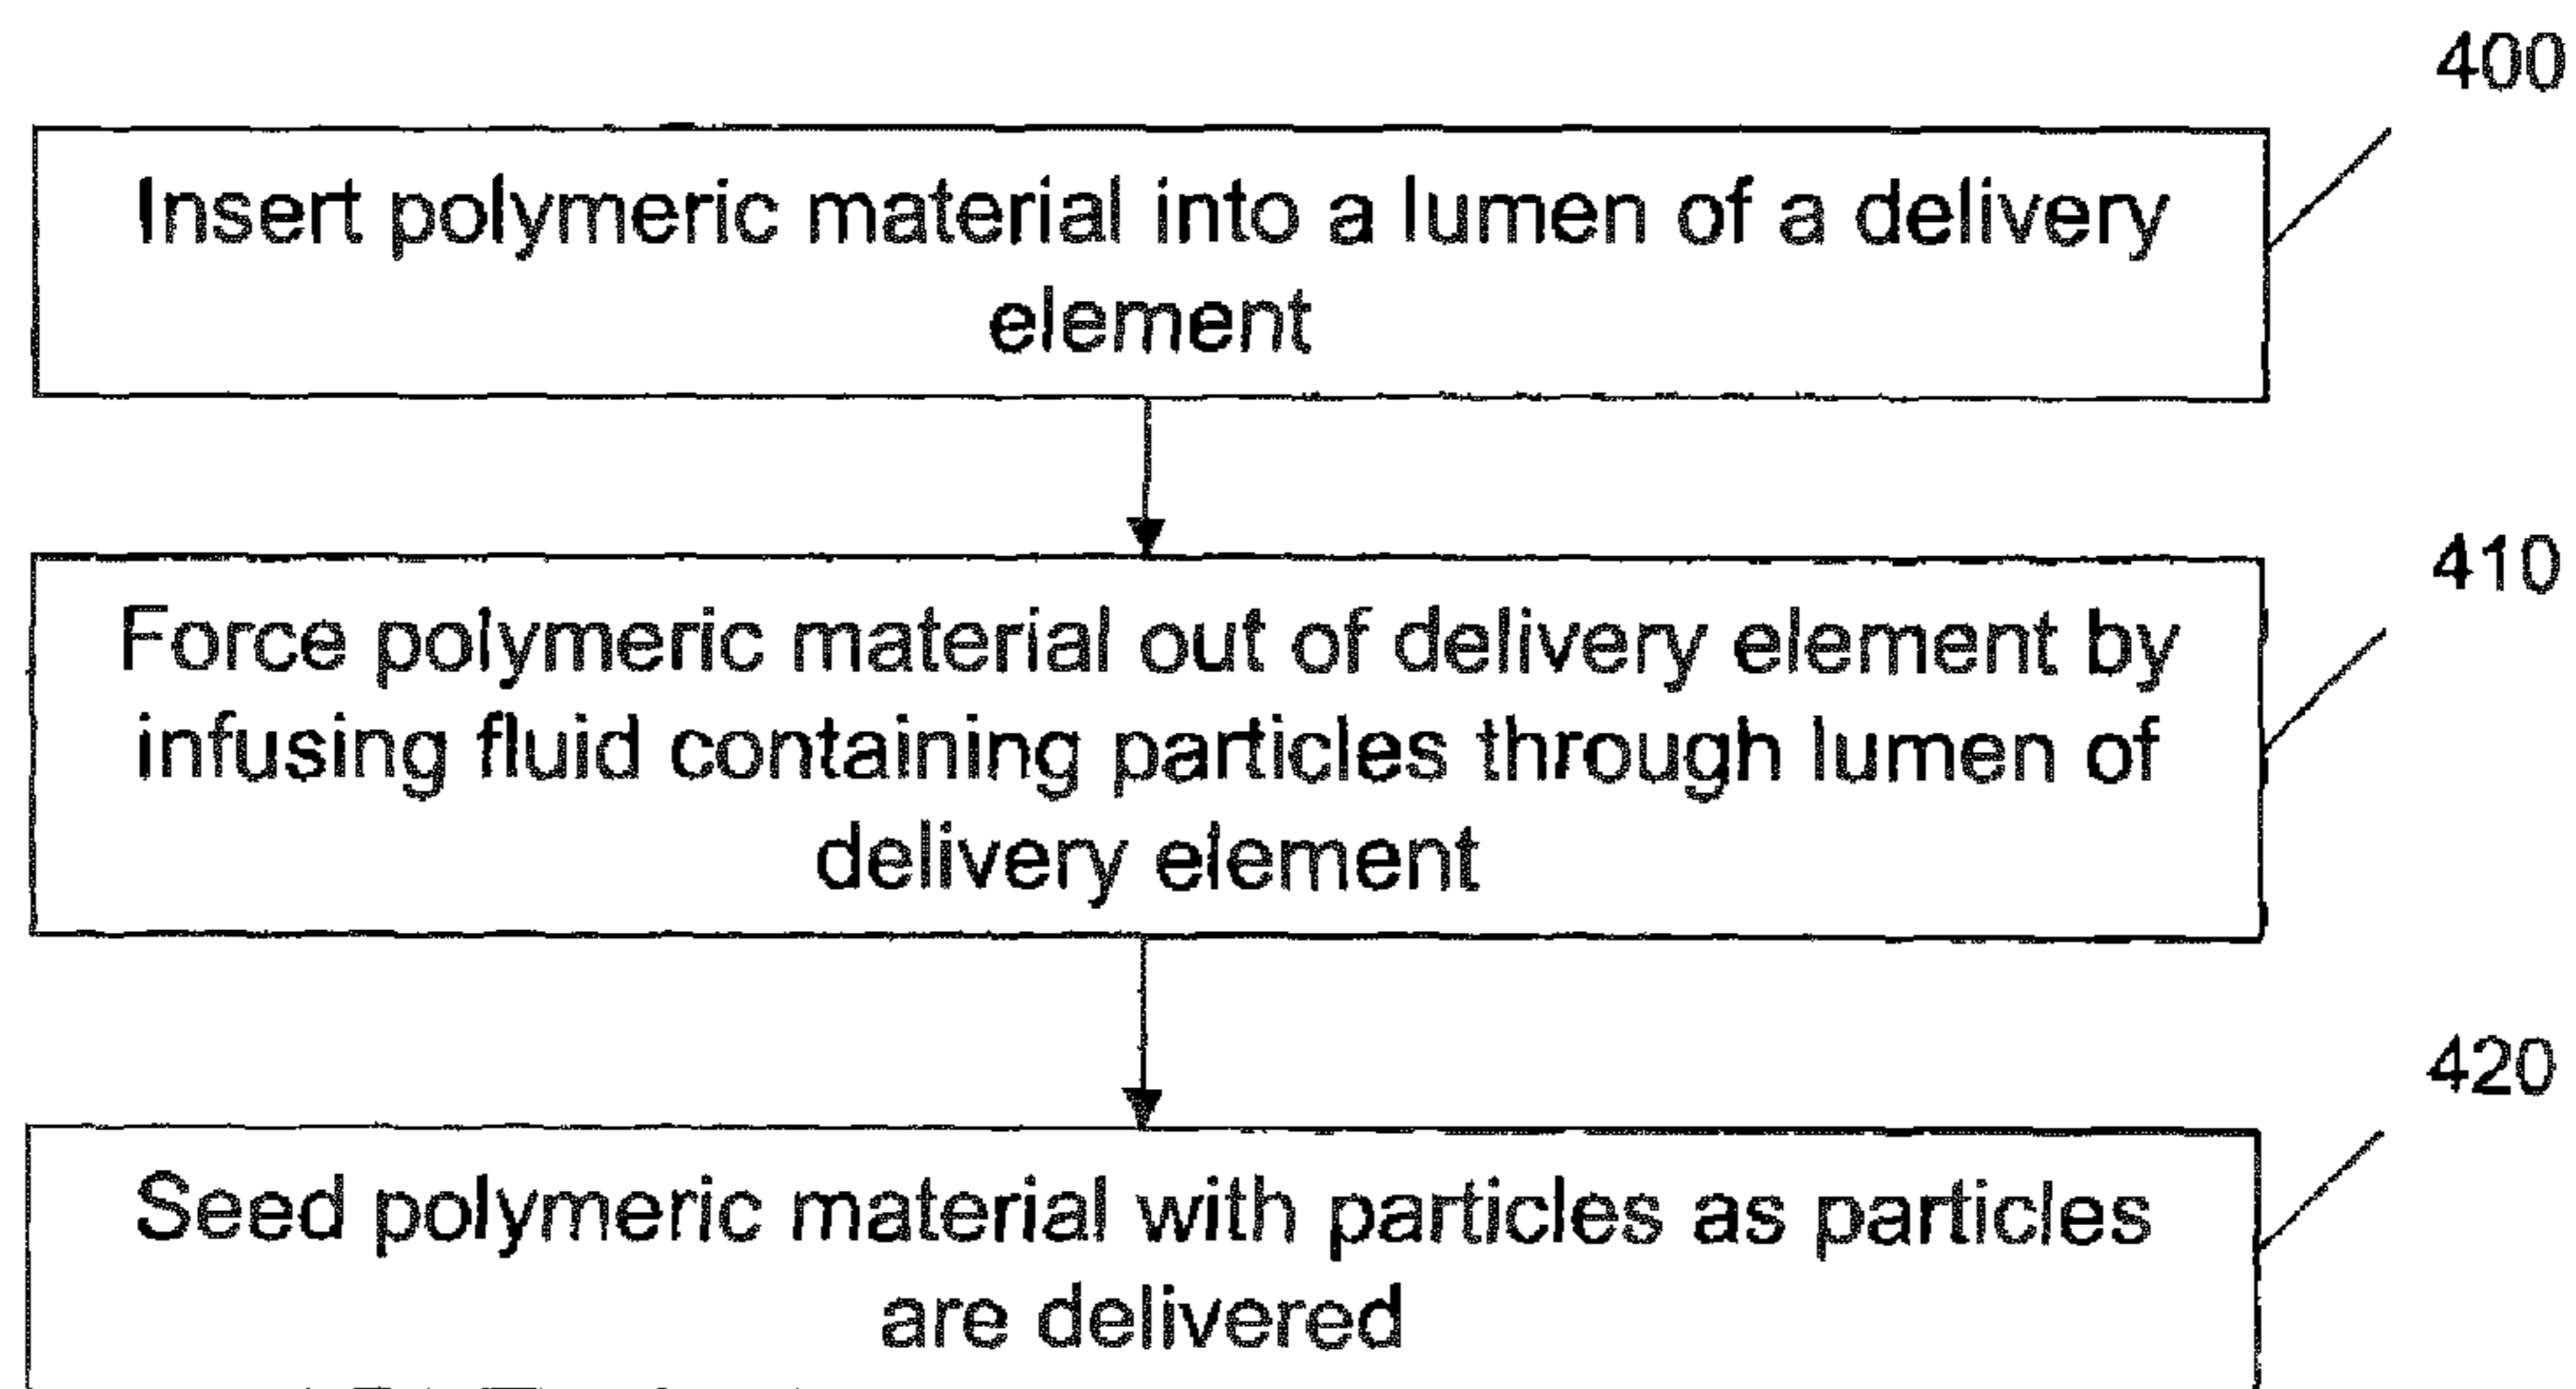 400
Insert polymeric material into a lumen of a delivery
element
410
Force polymeric material out of delivery element by
infusing fluid containing particles through lumen of
delivery element
420
Seed polymeric material with particles as particles
are delivered